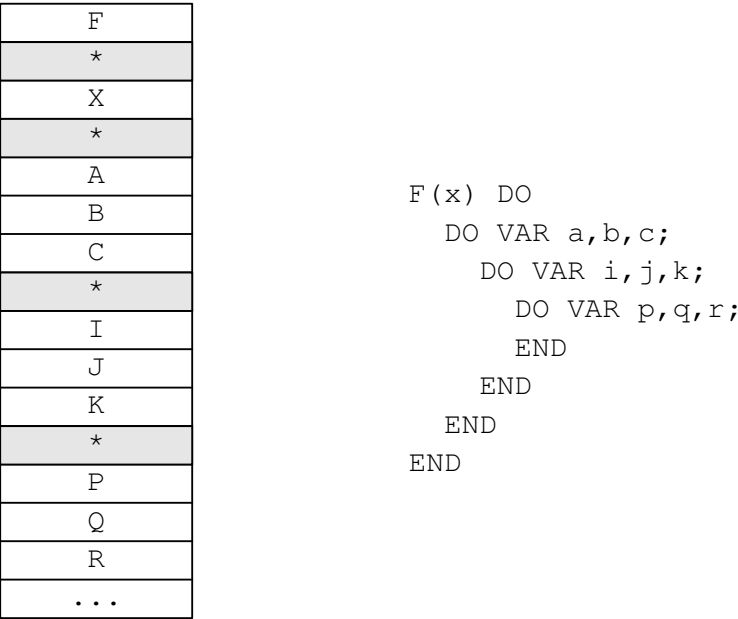 F
*
X
*
A
B
C
*
I
J
K
*
P
Q
R
...
F(x) DO
DO VAR a,b,c;
DO VAR i,j,k;
DO VAR p,q,r;
END
END
END
END